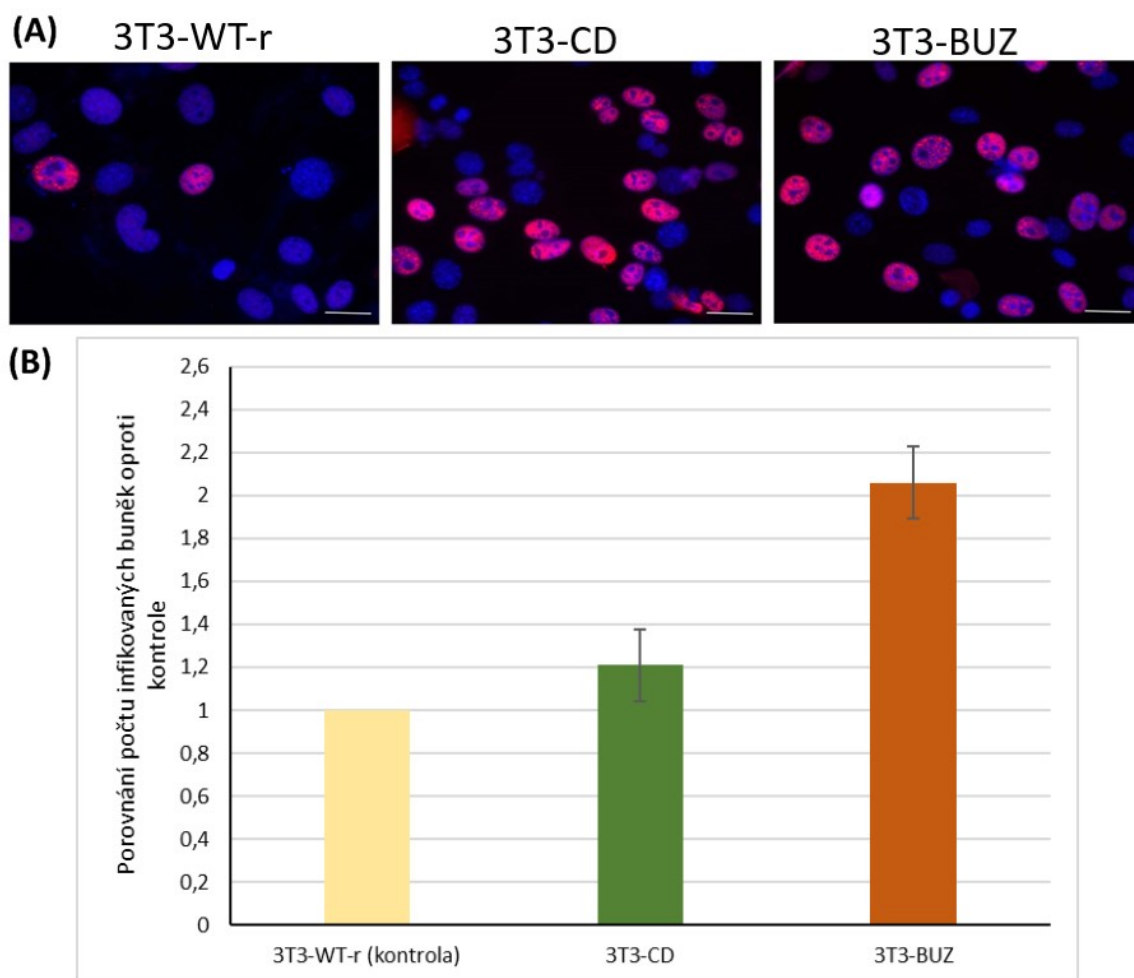 (A)
3T3-WT-r
3T3-CD
3T3-BUZ
(B)
Porovnání počtu infikovaných buněk oproti
kontrole
2,6
2,4
2,2
2
1,8
1,6
1,4
1,2
1
0,8
0,6
0,4
0,2
0
3T3-WT-r (kontrola)
3T3-CD
3T3-BUZ